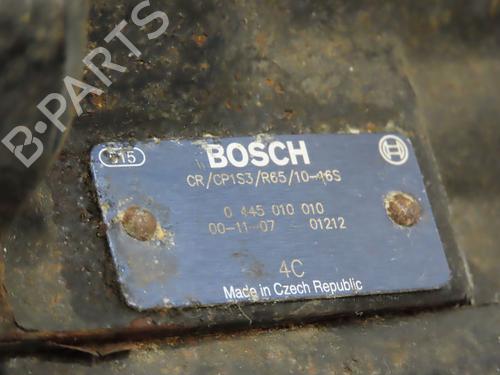 B-PARTS
515
BOSCH
CR/CP1S3/R65/10-16S
0 445 010 010
00-11-07 01212
4C
Made in Czech Republic